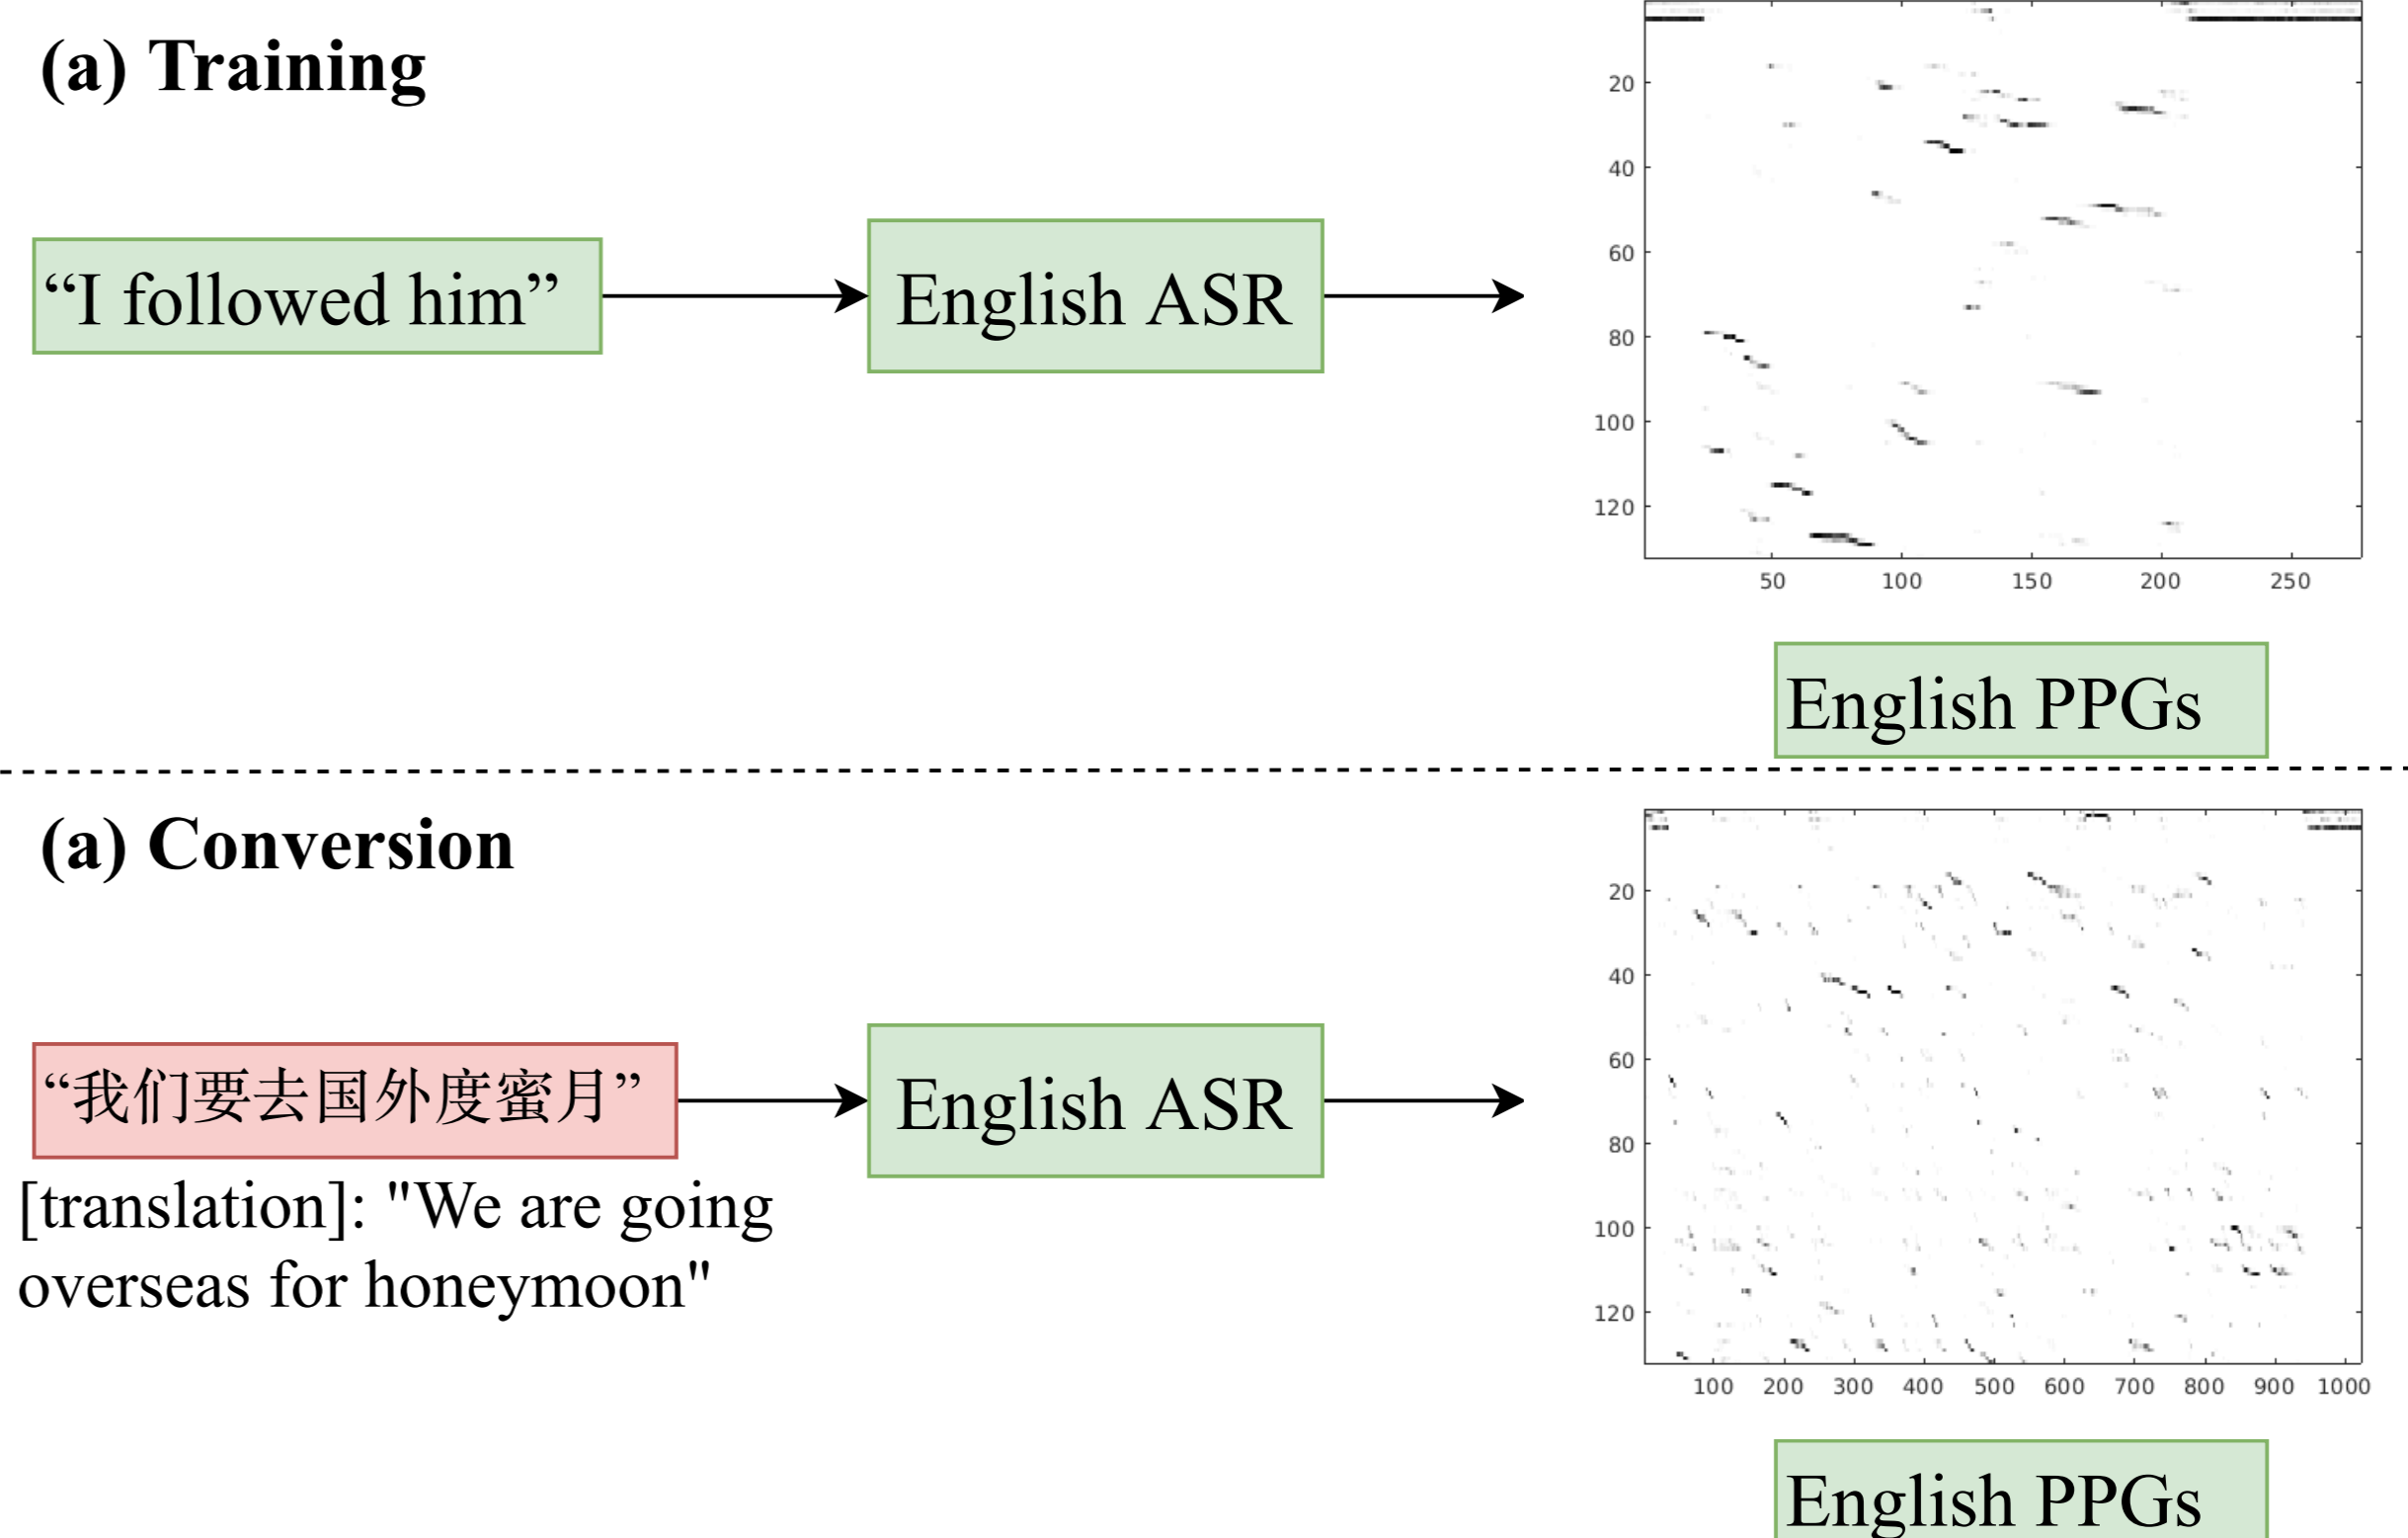 (a) Training
“I followed him”
English ASR
20
40
60
80
100
120
50 100 150 200 250
English PPGs
(a) Conversion
“我们要去国外度蜜月”
[translation]: "We are going
overseas for honeymoon"
English ASR
20
40
60
80
100
120
100 200 300 400 500 600 700 800 900 1000
English PPGs